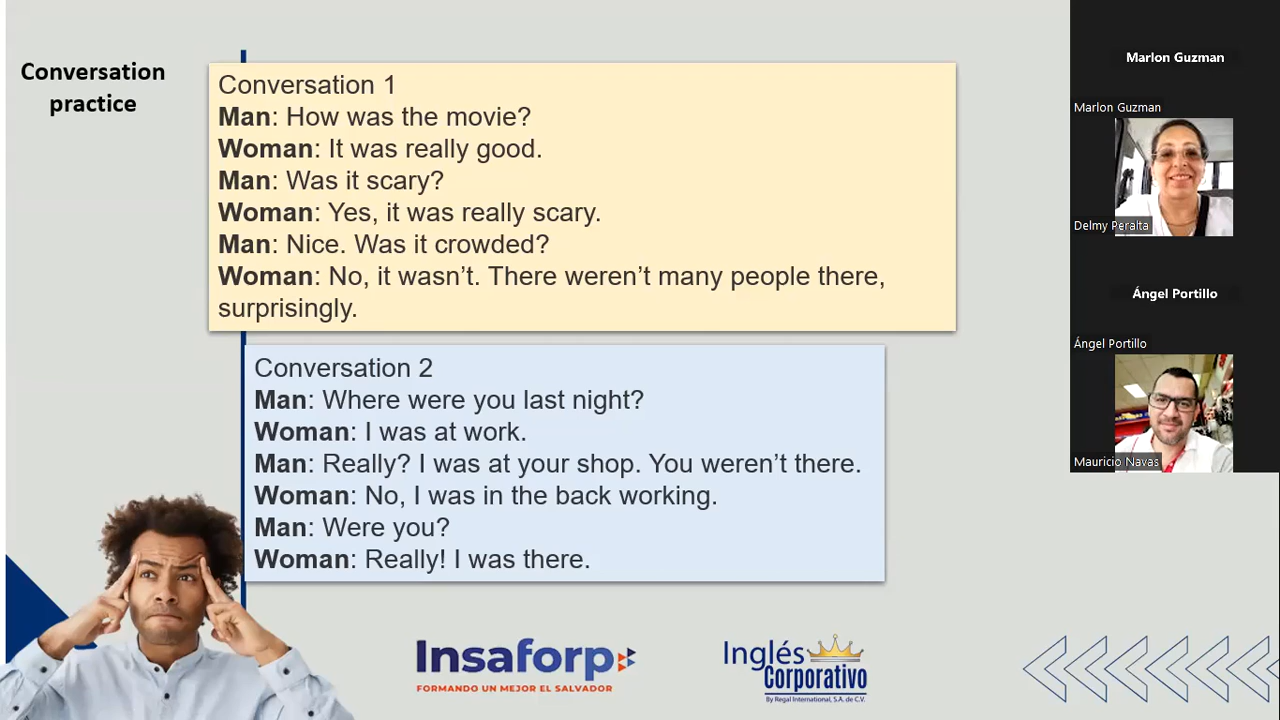 Conversation
practice
Conversation 1
Man: How was the movie?
Woman: It was really good.
Man: Was it scary?
Woman: Yes, it was really scary.
Man: Nice. Was it crowded?
Woman: No, it wasn’t. There weren’t many people there,
surprisingly.
Conversation 2
Man: Where were you last night?
Woman: I was at work.
Man: Really? I was at your shop. You weren’t there.
Woman: No, I was in the back working.
Man: Were you?
Woman: Really! I was there.
Insaforp
FORMANDO UN MEJOR EL SALVADOR
Inglés
Corporativo
By Regal International, S.A. de C.V.
Marlon Guzman
Marlon Guzman
Delmy Peralta
Ángel Portillo
Ángel Portillo
Mauricio Navas